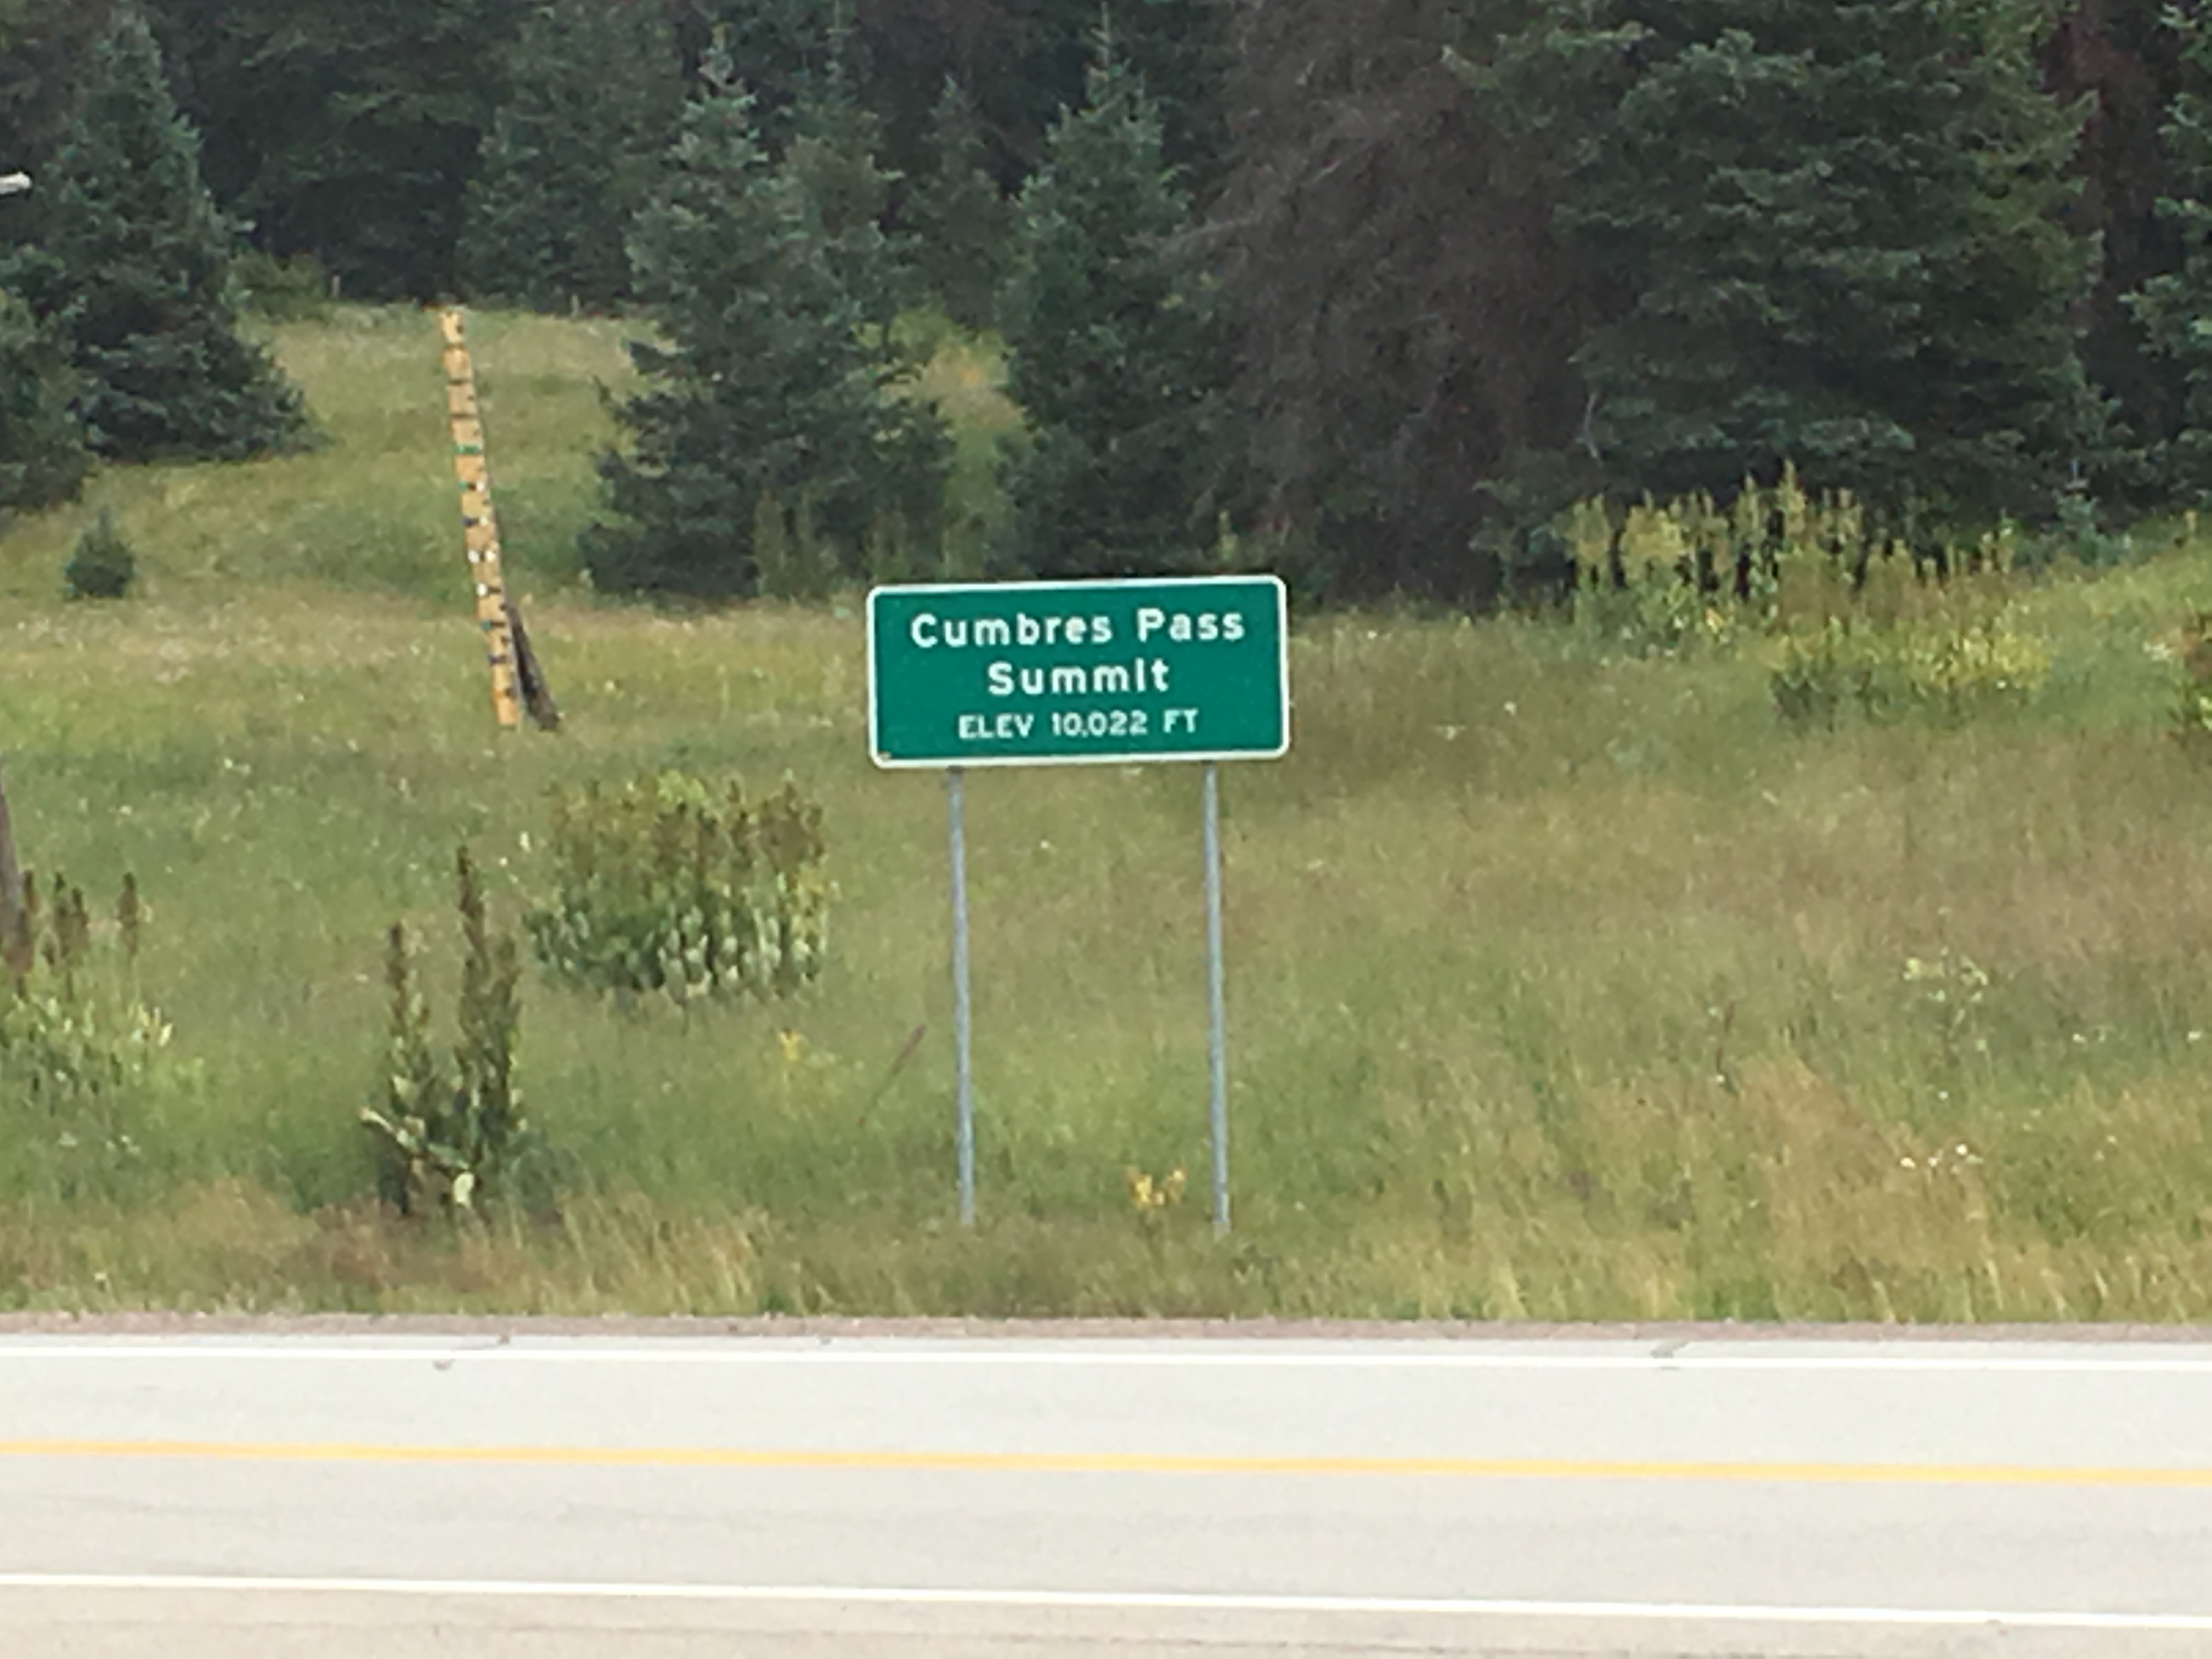 Cumbres Pass
Summit
ELEV 10,022 FT